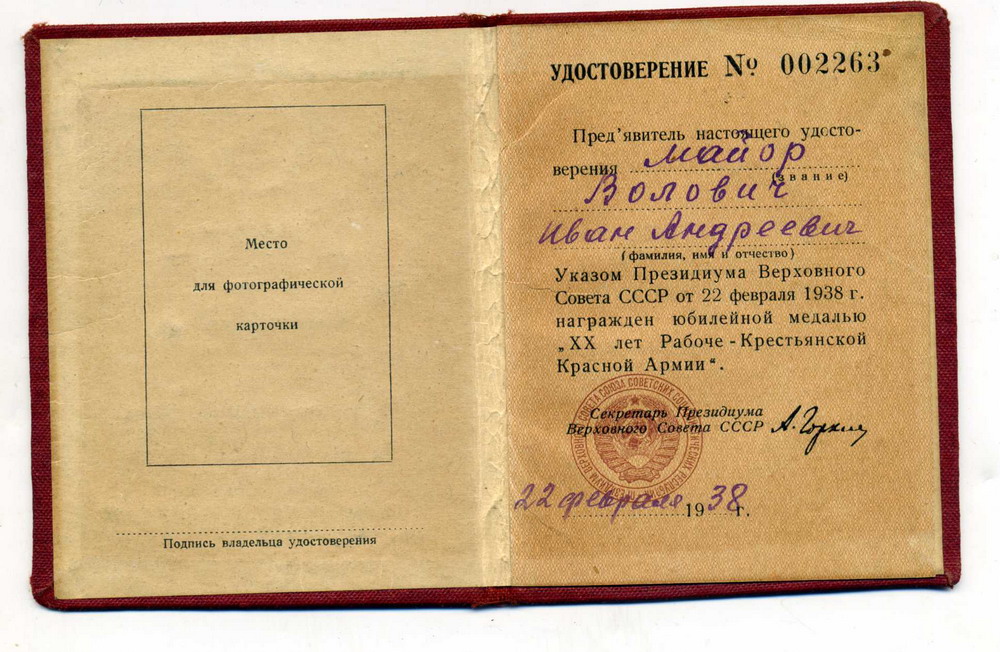 Место
для фотографической
карточки
Подпись владельца удостоверения
УДОСТОВЕРЕНИЕ № 002263
Пред'явитель настоящего удосто-
верения майор
(звание)
Волович
Иван Андреевич
(фамилия, имя и отчество)
Указом Президиума Верховного
Совета СССР от 22 февраля 1938 г.
награжден юбилейной медалью
„XX лет Рабоче-Крестьянской
Красной Армии“.
Секретарь Президиума
Верховного Совета СССР А. Горкин
22 февраля 1938 г.